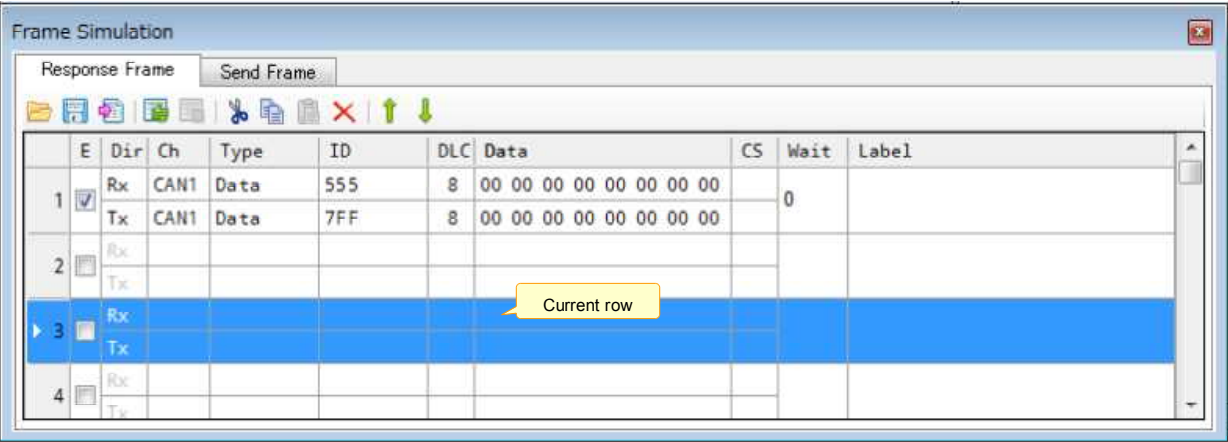 Frame Simulation
Response Frame Send Frame
E Dir Ch Type ID DLC Data CS Wait Label
1 Rx CAN1 Data 555 8 00 00 00 00 00 00 00 00 0
Tx CAN1 Data 7FF 8 00 00 00 00 00 00 00 00
2 Rx
Tx
Current row
3 Rx
Tx
4 Rx
Tx